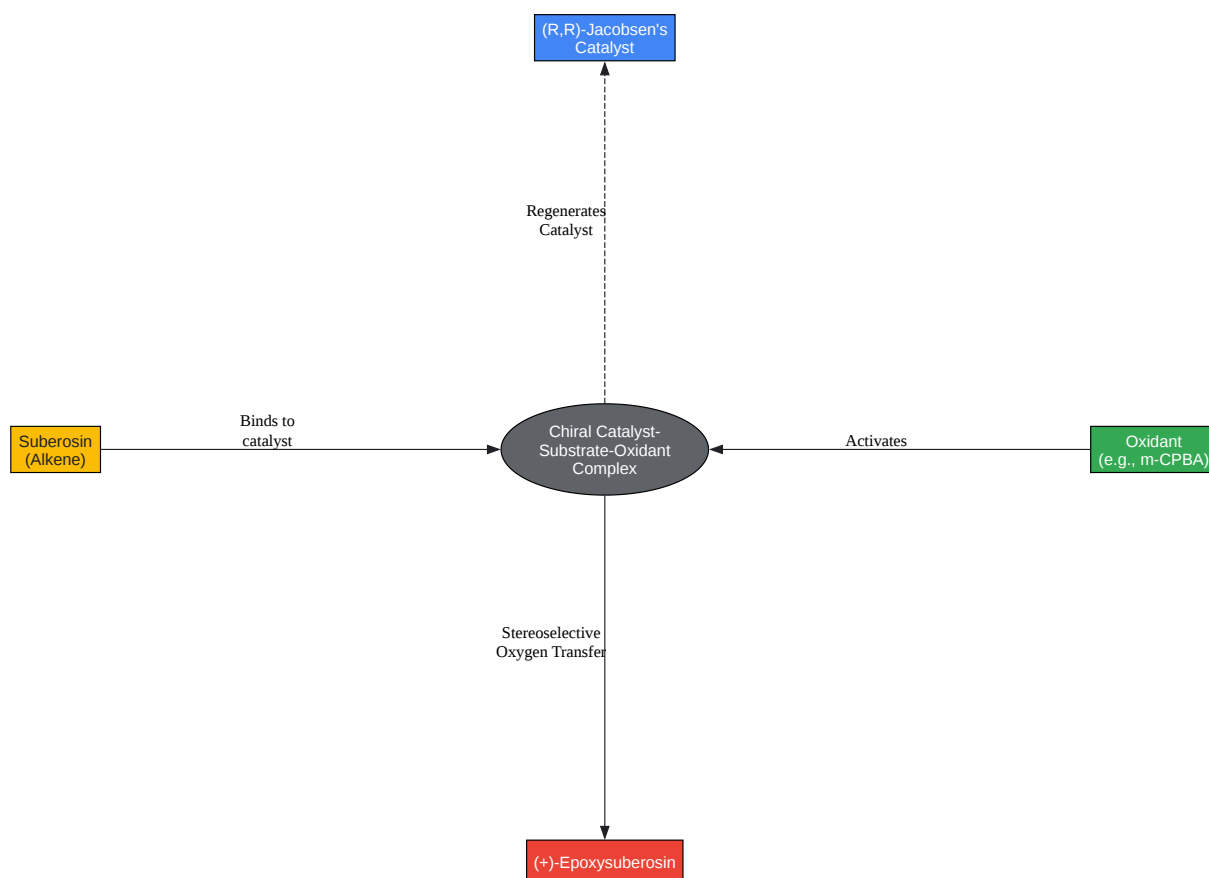 (R,R)-Jacobsen's
Catalyst
Regenerates
Catalyst
Binds to
catalyst
Suberosin
(Alkene)
Chiral Catalyst-
Substrate-Oxidant
Complex
Activates
Oxidant
(e.g., m-CPBA)
Stereoselective
Oxygen Transfer
(+)-Epoxysuberosin